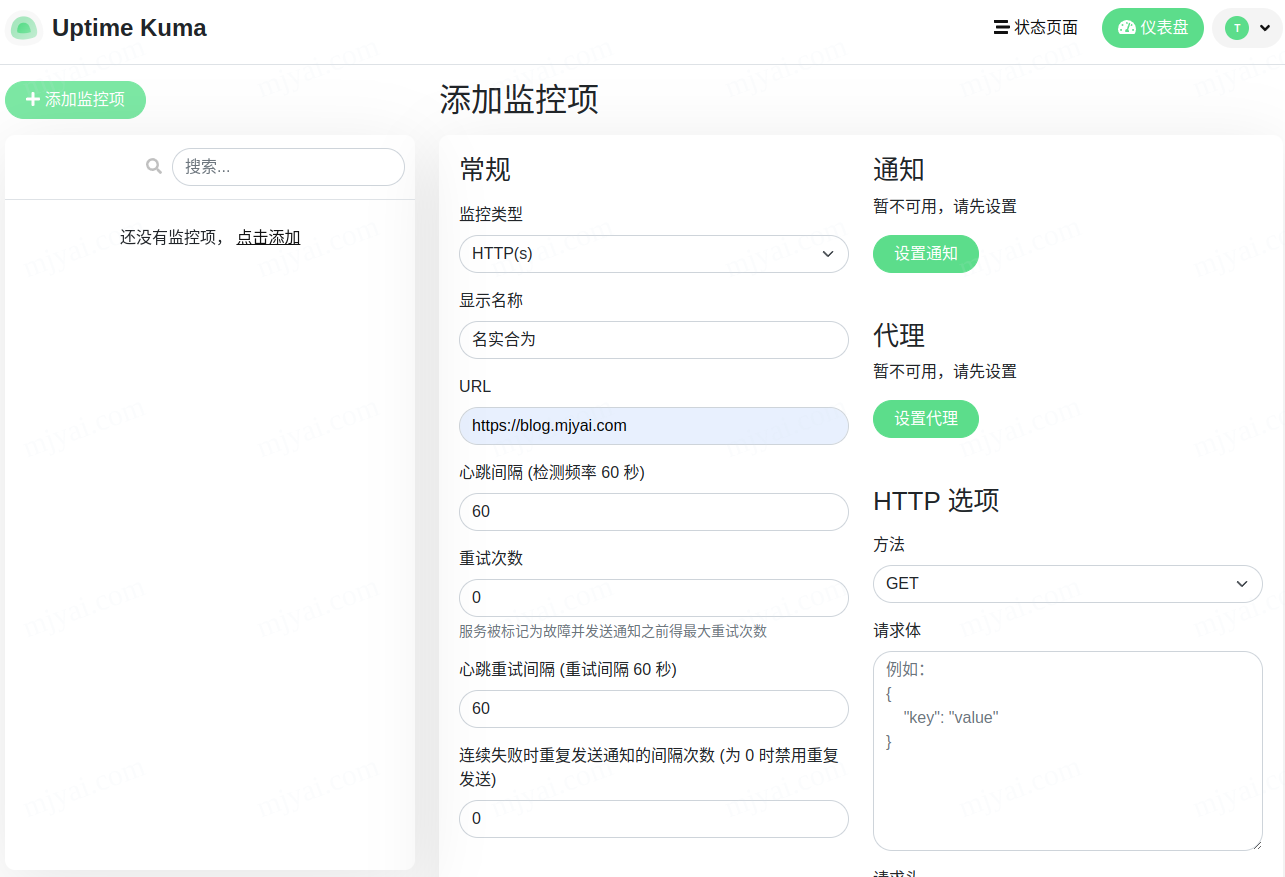 Uptime Kuma
状态页面
仪表盘
T
添加监控项
搜索...
还没有监控项， 点击添加
添加监控项
常规
监控类型
HTTP(s)
显示名称
名实合为
URL
https://blog.mjyai.com
心跳间隔 (检测频率 60 秒)
60
重试次数
0
服务被标记为故障并发送通知之前得最大重试次数
心跳重试间隔 (重试间隔 60 秒)
60
连续失败时重复发送通知的间隔次数 (为 0 时禁用重复
发送)
0
通知
暂不可用，请先设置
设置通知
代理
暂不可用，请先设置
设置代理
HTTP 选项
方法
GET
请求体
例如：
{
"key": "value"
}
请求头
mjyai.com